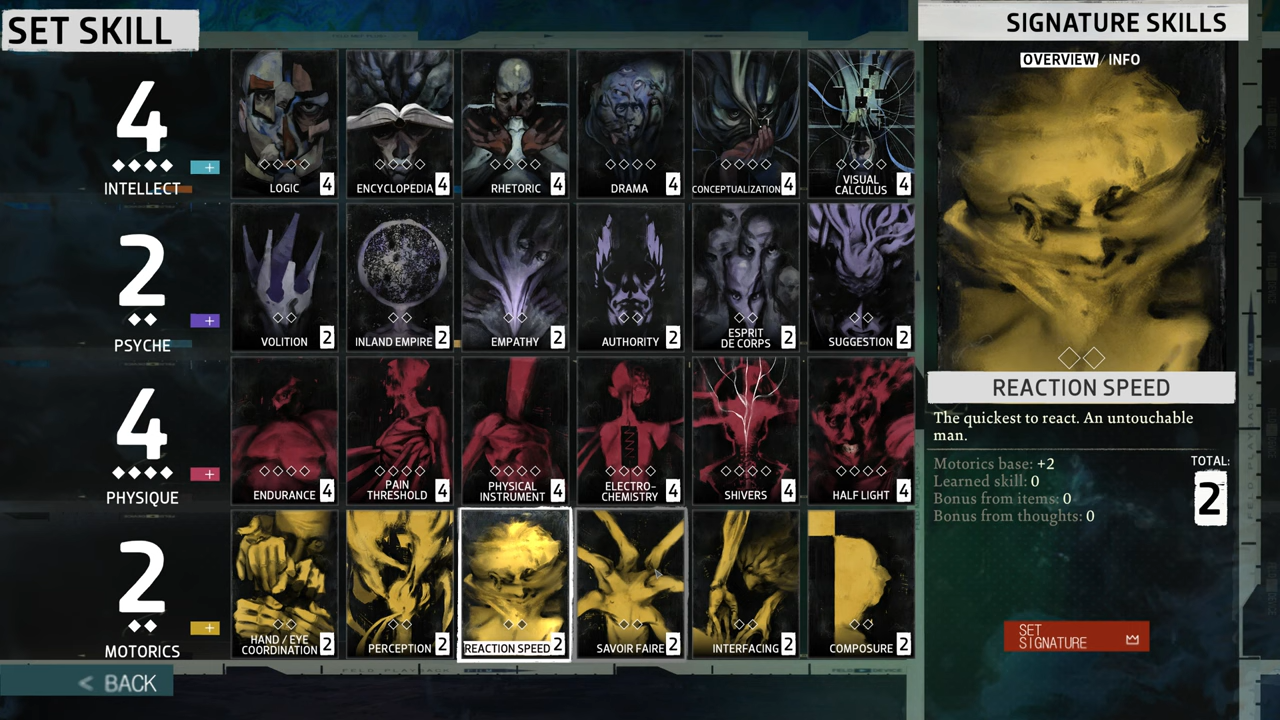 SET SKILL
SIGNATURE SKILLS
OVERVIEW / INFO
4
INTELLECT
+
LOGIC 4
ENCYCLOPEDIA 4
RHETORIC 4
DRAMA 4
CONCEPTUALIZATION 4
VISUAL
CALCULUS 4
2
PSYCHE
+
VOLITION 2
INLAND EMPIRE 2
EMPATHY 2
AUTHORITY 2
ESPRIT
DE CORPS 2
SUGGESTION 2
4
PHYSIQUE
+
ENDURANCE 4
PAIN
THRESHOLD 4
PHYSICAL
INSTRUMENT 4
ELECTRO-
CHEMISTRY 4
SHIVERS 4
HALF LIGHT 4
2
MOTORICS
+
HAND / EYE
COORDINATION 2
PERCEPTION 2
REACTION SPEED 2
SAVOIR FAIRE 2
INTERFACING 2
COMPOSURE 2
REACTION SPEED
The quickest to react. An untouchable
man.
Motorics base: +2
Learned skill: 0
Bonus from items: 0
Bonus from thoughts: 0
TOTAL:
2
SET
SIGNATURE
< BACK